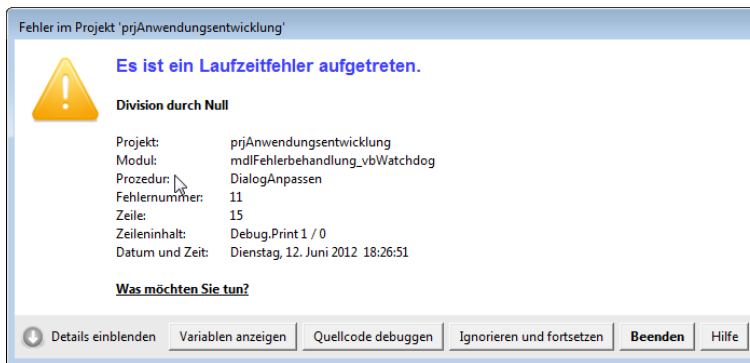 Fehler im Projekt 'prjAnwendungsentwicklung'
Es ist ein Laufzeitfehler aufgetreten.
Division durch Null
Projekt: prjAnwendungsentwicklung
Modul: mdlFehlerbehandlung_vbWatchdog
Prozedur: DialogAnpassen
Fehlernummer: 11
Zeile: 15
Zeileninhalt: Debug.Print 1 / 0
Datum und Zeit: Dienstag, 12. Juni 2012 18:26:51
Was möchten Sie tun?
Details einblenden Variablen anzeigen Quellcode debuggen Ignorieren und fortsetzen Beenden Hilfe